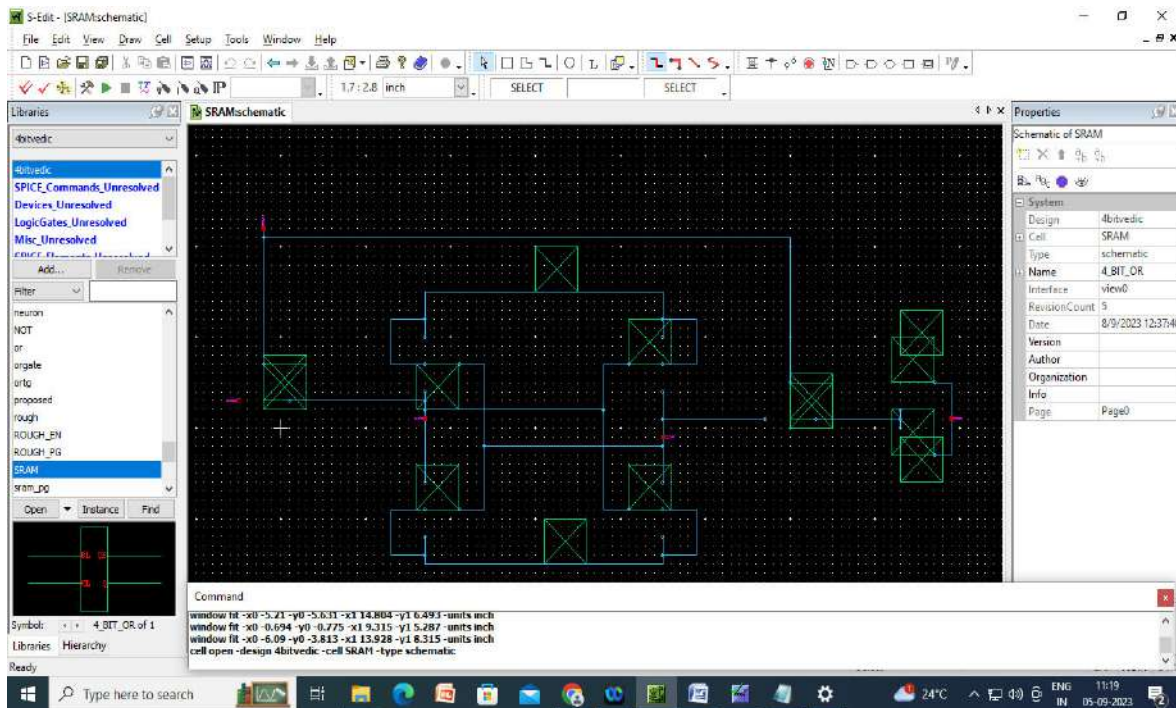 S-Edit - [SRAM:schematic]
File Edit View Draw Cell Setup Tools Window Help
1.7 : 2.8 inch SELECT SELECT
Libraries
SRAM:schematic
Properties
4bitvedic
Schematic of SRAM
4bitvedic
SPICE_Commands_Unresolved
Devices_Unresolved
LogicGates_Unresolved
Misc_Unresolved
Add... Remove
Filter
neuron
NOT
or
orgate
ortg
proposed
rough
ROUGH_EN
ROUGH_PG
SRAM
sram_pg
Open Instance Find
System
Design 4bitvedic
Cell SRAM
Type schematic
Name 4_BIT_OR
Interface view0
RevisionCount 5
Date 8/9/2023 12:37:4
Version
Author
Organization
Info
Page Page0
Symbol: 4_BIT_OR of 1
Libraries Hierarchy
Ready
Command
window fit -x0 -5.21 -y0 -5.631 -x1 14.804 -y1 6.493 -units inch
window fit -x0 -0.694 -y0 -0.775 -x1 9.315 -y1 5.287 -units inch
window fit -x0 -6.09 -y0 -3.813 -x1 13.928 -y1 8.315 -units inch
cell open -design 4bitvedic -cell SRAM -type schematic
Type here to search
24°C
ENG
IN
11:19
05-09-2023